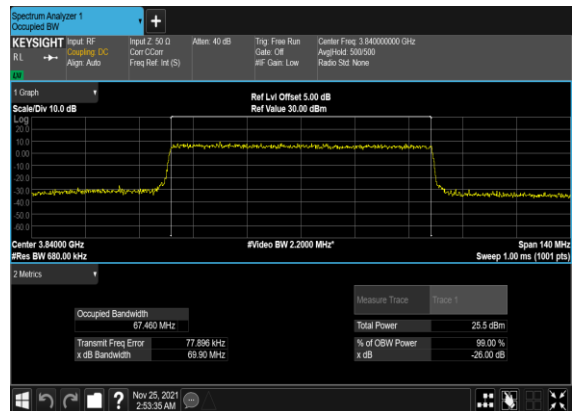 Spectrum Analyzer 1
Occupied BW
+
KEYSIGHT
R L
Input: RF
Coupling: DC
Align: Auto
Input Z: 50 Ω
Corr CCorr
Freq Ref: Int (S)
Atten: 40 dB
Trig: Free Run
Gate: Off
#IF Gain: Low
Center Freq: 3.840000000 GHz
Avg|Hold: 500/500
Radio Std: None
1 Graph
Scale/Div 10.0 dB
Ref Lvl Offset 5.00 dB
Ref Value 30.00 dBm
Log
20.0
10.0
0.00
-10.0
-20.0
-30.0
-40.0
-50.0
-60.0
Center 3.84000 GHz
#Video BW 2.2000 MHz*
Span 140 MHz
#Res BW 680.00 kHz
Sweep 1.00 ms (1001 pts)
2 Metrics
Measure Trace
Trace 1
Occupied Bandwidth
67.460 MHz
Total Power
25.5 dBm
Transmit Freq Error
77.896 kHz
% of OBW Power
99.00 %
x dB Bandwidth
69.90 MHz
x dB
-26.00 dB
?
Nov 25, 2021
2:53:35 AM